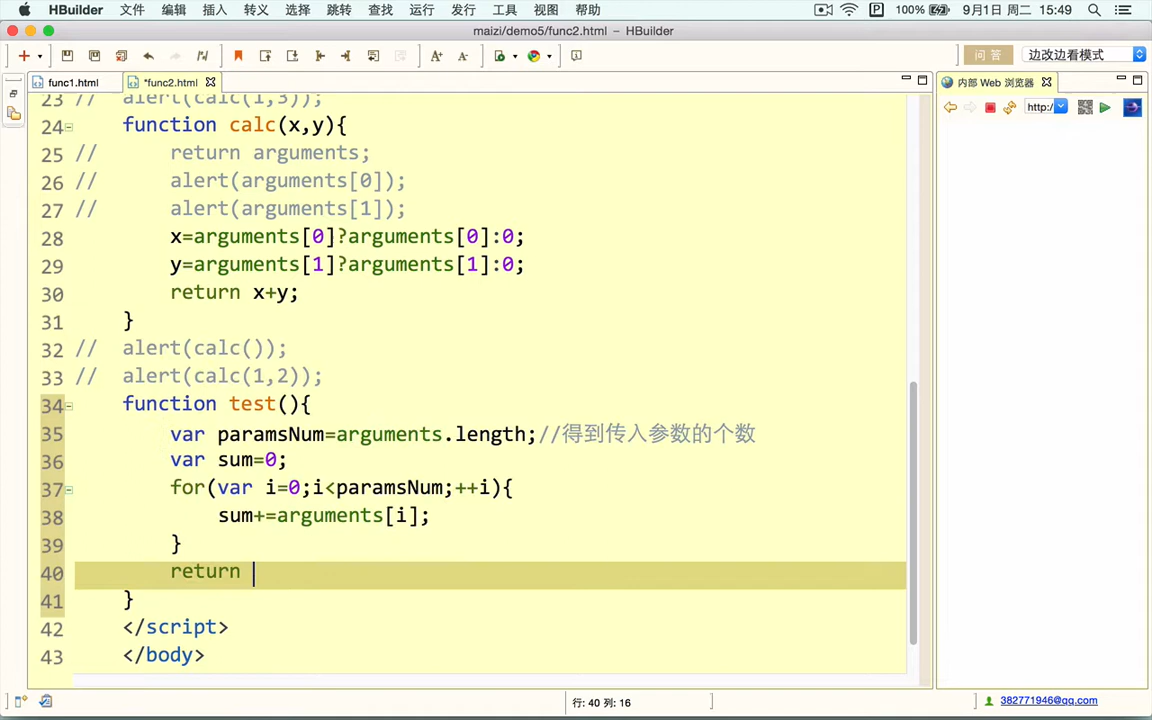 HBuilder 文件 编辑 插入 转义 选择 跳转 查找 运行 发行 工具 视图 帮助 100% 9月1日 周二 15:49
maizi/demo5/func2.html – HBuilder
问 答 边改边看模式
func1.html *func2.html 内部 Web 浏览器
http:/
23 // alert(calc(1,3));
24 function calc(x,y){
25 // return arguments;
26 // alert(arguments[0]);
27 // alert(arguments[1]);
28 x=arguments[0]?arguments[0]:0;
29 y=arguments[1]?arguments[1]:0;
30 return x+y;
31 }
32 // alert(calc());
33 // alert(calc(1,2));
34 function test(){
35 var paramsNum=arguments.length;//得到传入参数的个数
36 var sum=0;
37 for(var i=0;i<paramsNum;++i){
38 sum+=arguments[i];
39 }
40 return
41 }
42 </script>
43 </body>
行: 40 列: 16
382771946@qq.com